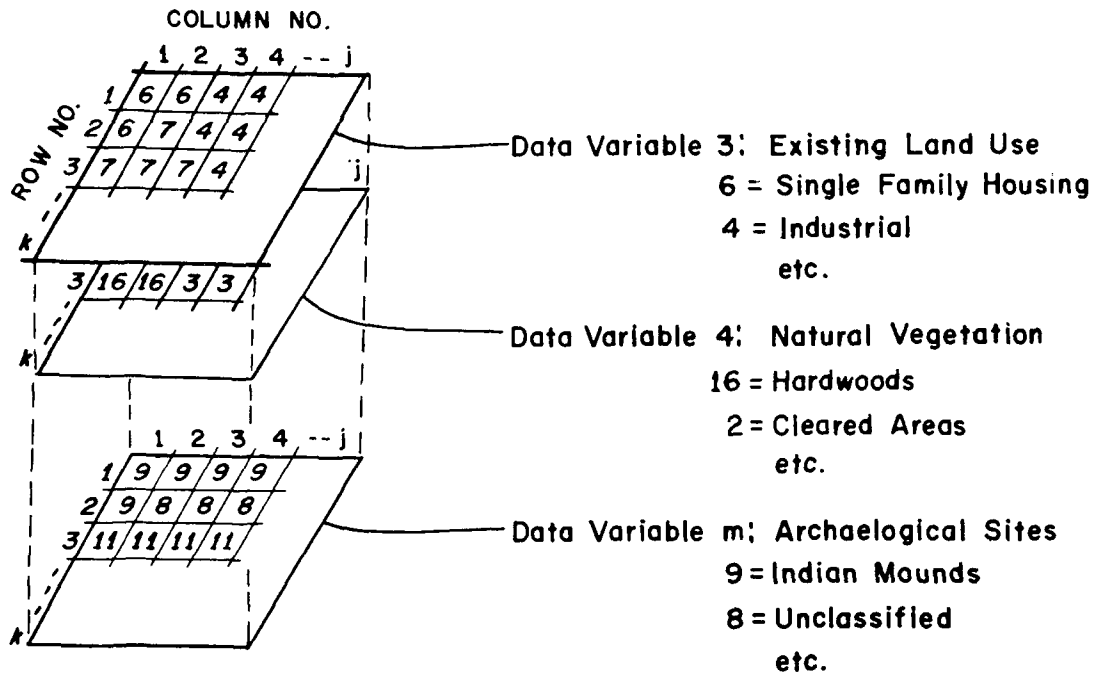 COLUMN NO.
1 2 3 4 -- j
ROW NO.
1 6 6 4 4
2 6 7 4 4
3 7 7 7 4
k
Data Variable 3: Existing Land Use
6 = Single Family Housing
4 = Industrial
etc.
j
3 16 16 3 3
k
Data Variable 4: Natural Vegetation
16 = Hardwoods
2 = Cleared Areas
etc.
1 2 3 4 -- j
1 9 9 9 9
2 9 8 8 8
3 11 11 11 11
k
Data Variable m: Archaelogical Sites
9 = Indian Mounds
8 = Unclassified
etc.